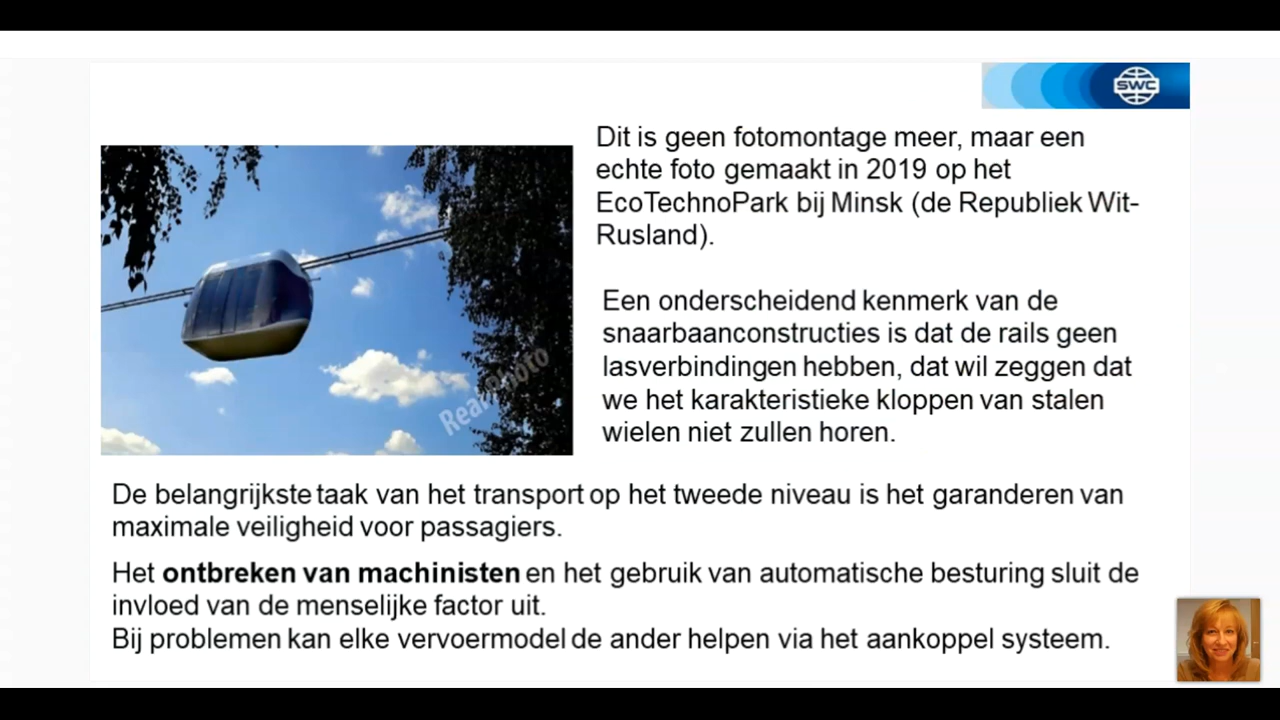 SWC
Dit is geen fotomontage meer, maar een
echte foto gemaakt in 2019 op het
EcoTechnoPark bij Minsk (de Republiek Wit-
Rusland).
Een onderscheidend kenmerk van de
snaarbaanconstructies is dat de rails geen
lasverbindingen hebben, dat wil zeggen dat
we het karakteristieke kloppen van stalen
wielen niet zullen horen.
Real photo
De belangrijkste taak van het transport op het tweede niveau is het garanderen van
maximale veiligheid voor passagiers.
Het ontbreken van machinisten en het gebruik van automatische besturing sluit de
invloed van de menselijke factor uit.
Bij problemen kan elke vervoermodel de ander helpen via het aankoppel systeem.